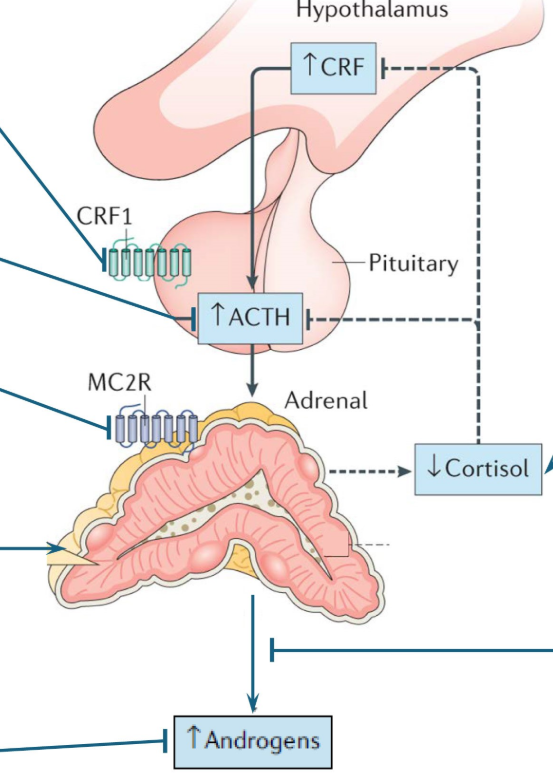 Hypothalamus
↑CRF
CRF1
Pituitary
↑ACTH
MC2R
Adrenal
↓Cortisol
↑Androgens